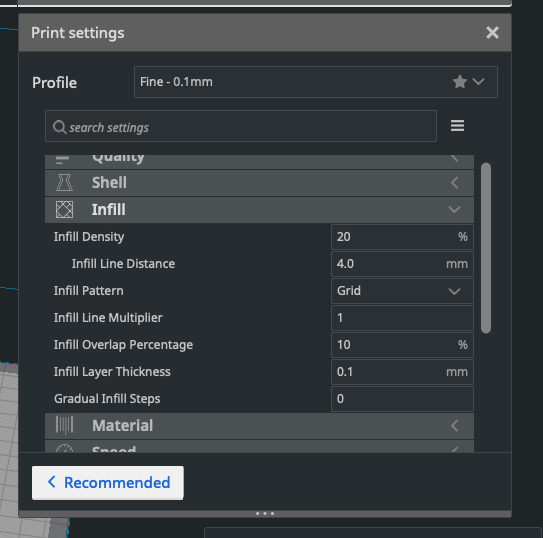 Print settings
Profile
Fine - 0.1mm
search settings
Quality
Shell
Infill
Infill Density 20 %
Infill Line Distance 4.0 mm
Infill Pattern Grid
Infill Line Multiplier 1
Infill Overlap Percentage 10 %
Infill Layer Thickness 0.1 mm
Gradual Infill Steps 0
Material
Speed
Recommended